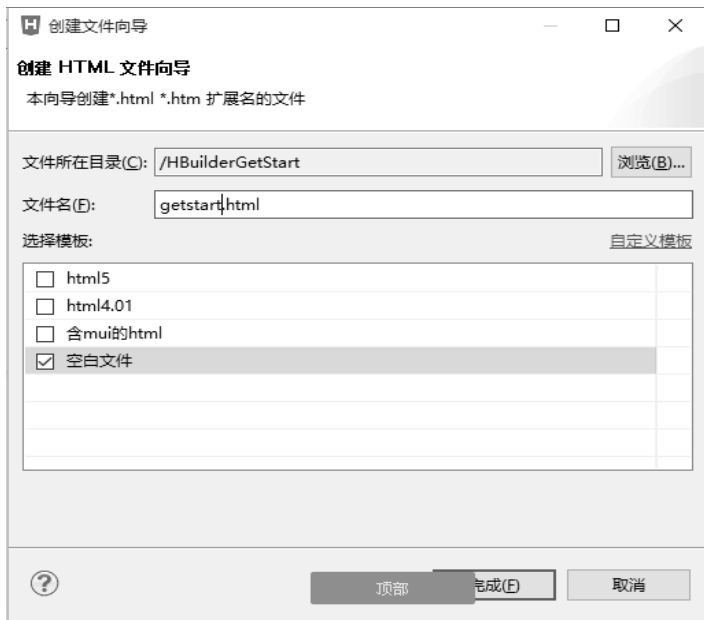 创建文件向导
创建 HTML 文件向导
本向导创建*.html *.htm 扩展名的文件
文件所在目录(C): /HBuilderGetStart 浏览(B)...
文件名(F): getstart.html
选择模板: 自定义模板
html5
html4.01
含mui的html
空白文件
顶部 完成(F) 取消